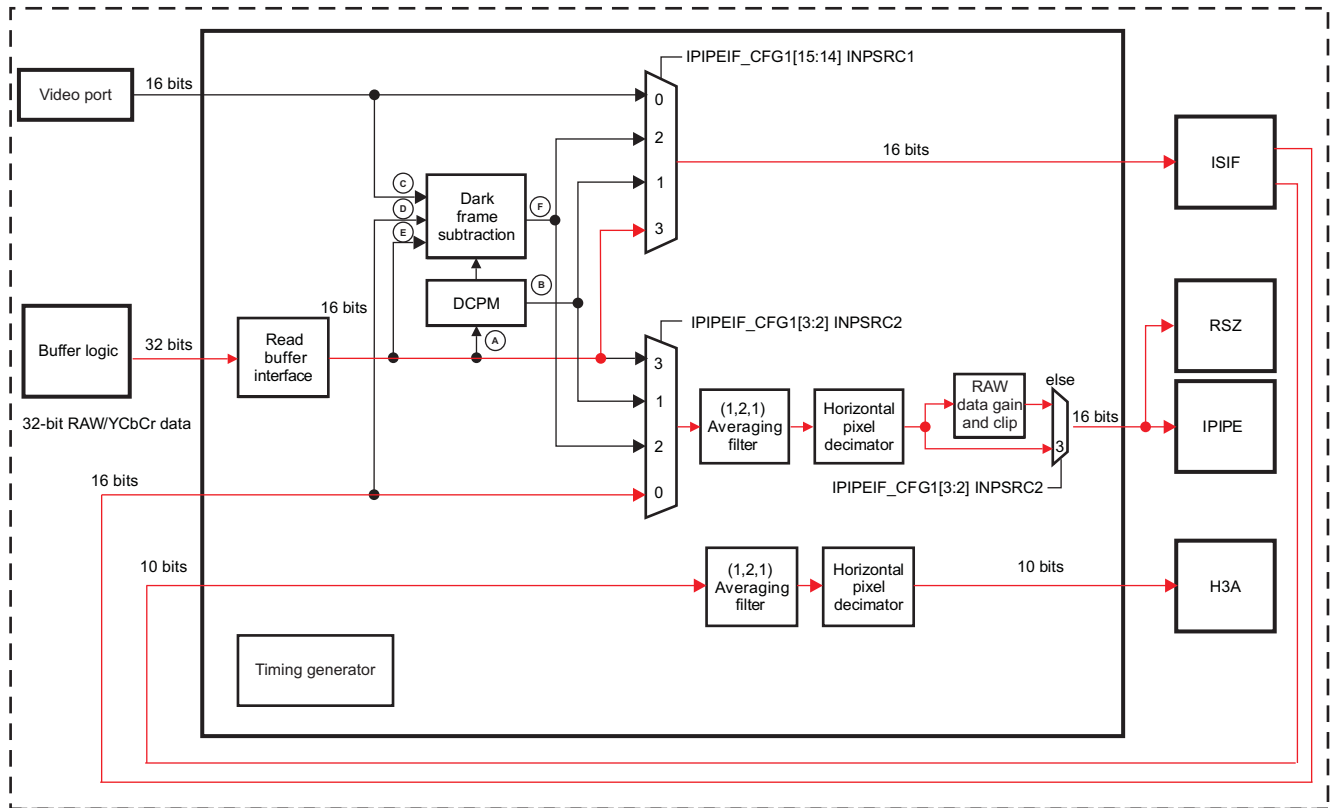 IPIPEIF_CFG1[15:14] INPSRC1
Video port
16 bits
0
2
1
3
16 bits
ISIF
C
D
E
Dark
frame
subtraction
F
DCPM
B
A
16 bits
Buffer logic
32 bits
Read
buffer
interface
32-bit RAW/YCbCr data
IPIPEIF_CFG1[3:2] INPSRC2
3
1
2
0
(1,2,1)
Averaging
filter
Horizontal
pixel
decimator
RAW
data gain
and clip
else
3
16 bits
IPIPEIF_CFG1[3:2] INPSRC2
RSZ
IPIPE
16 bits
10 bits
(1,2,1)
Averaging
filter
Horizontal
pixel
decimator
10 bits
H3A
Timing generator